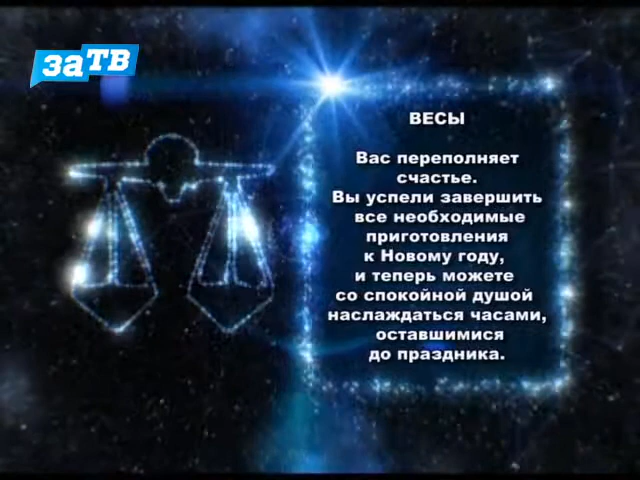 заТВ
ВЕСЫ
Вас переполняет
счастье.
Вы успели завершить
все необходимые
приготовления
к Новому году,
и теперь можете
со спокойной душой
наслаждаться часами,
оставшимися
до праздника.